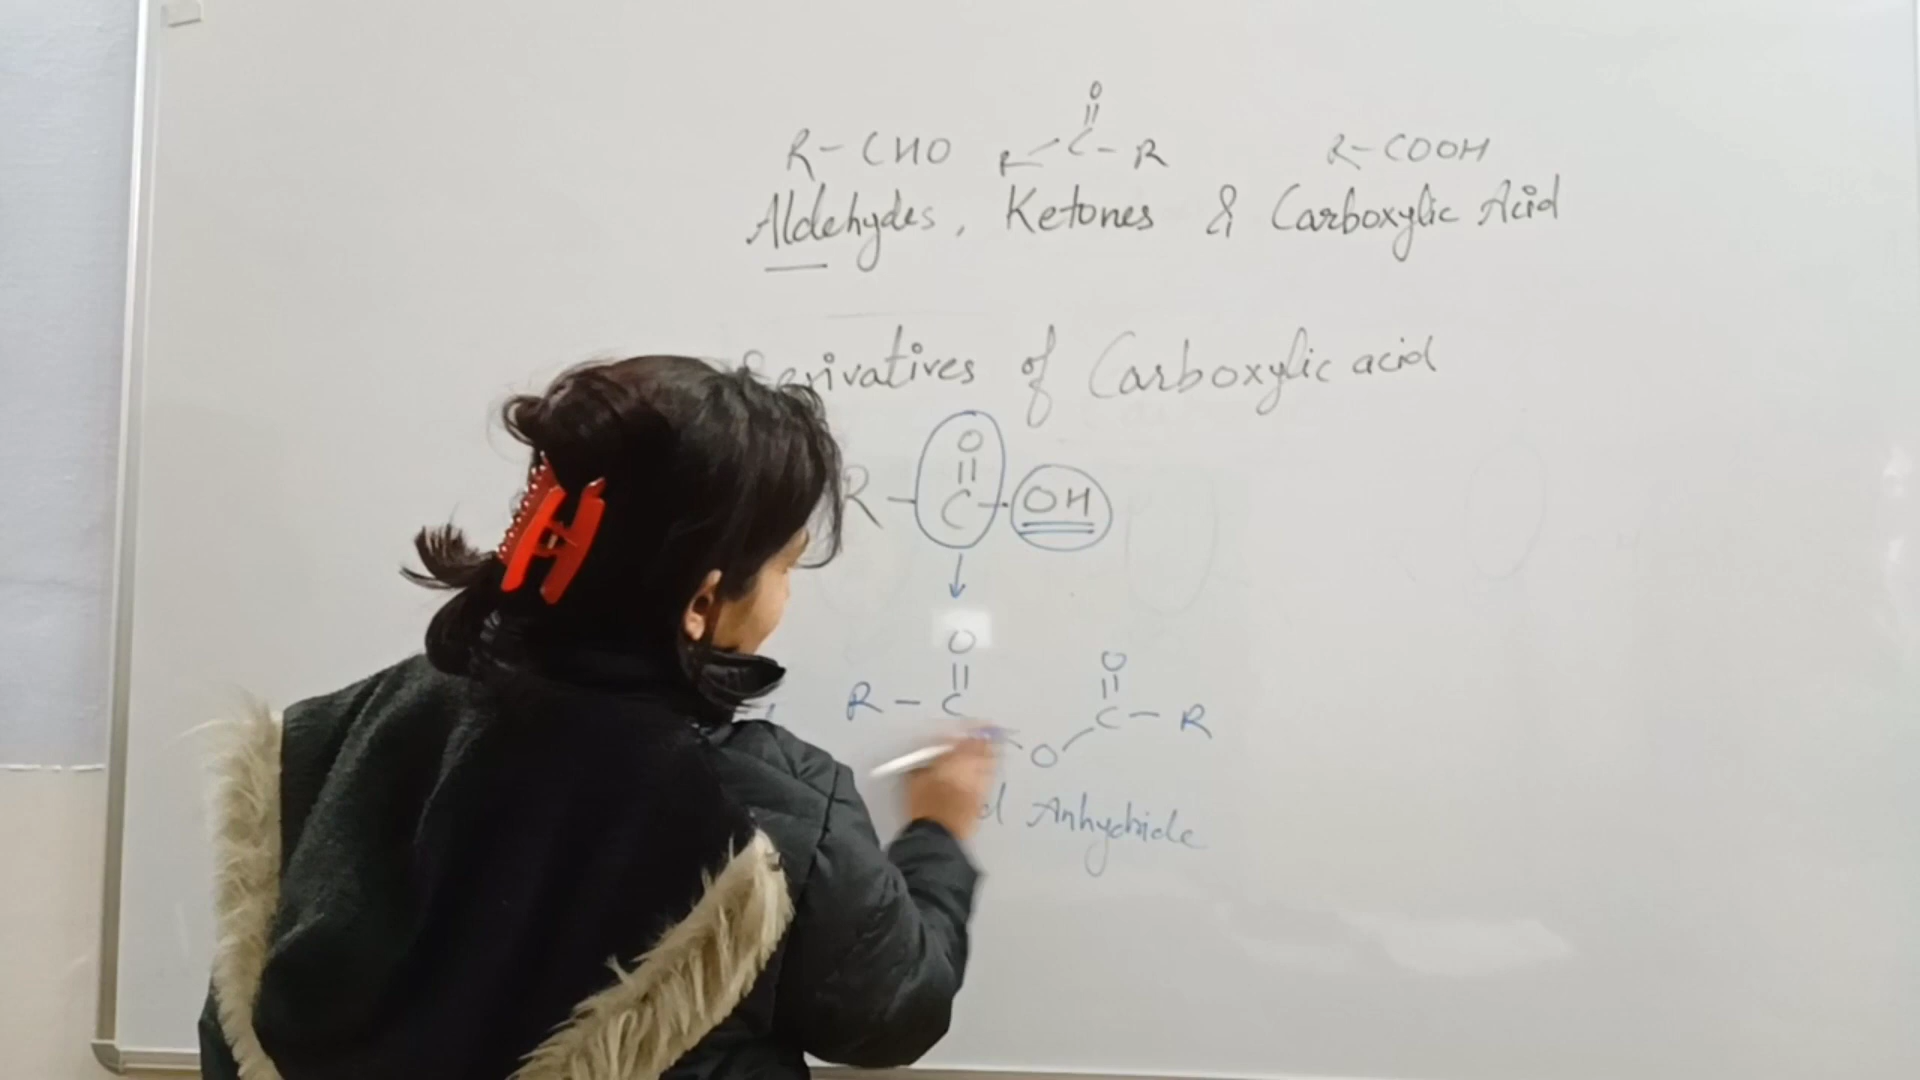 O
R-CHO R-C-R R-COOH
Aldehydes, Ketones & Carboxylic Acid
Derivatives of Carboxylic acid
O
R-C-OH
O O
R-C O C-R
Anhydride